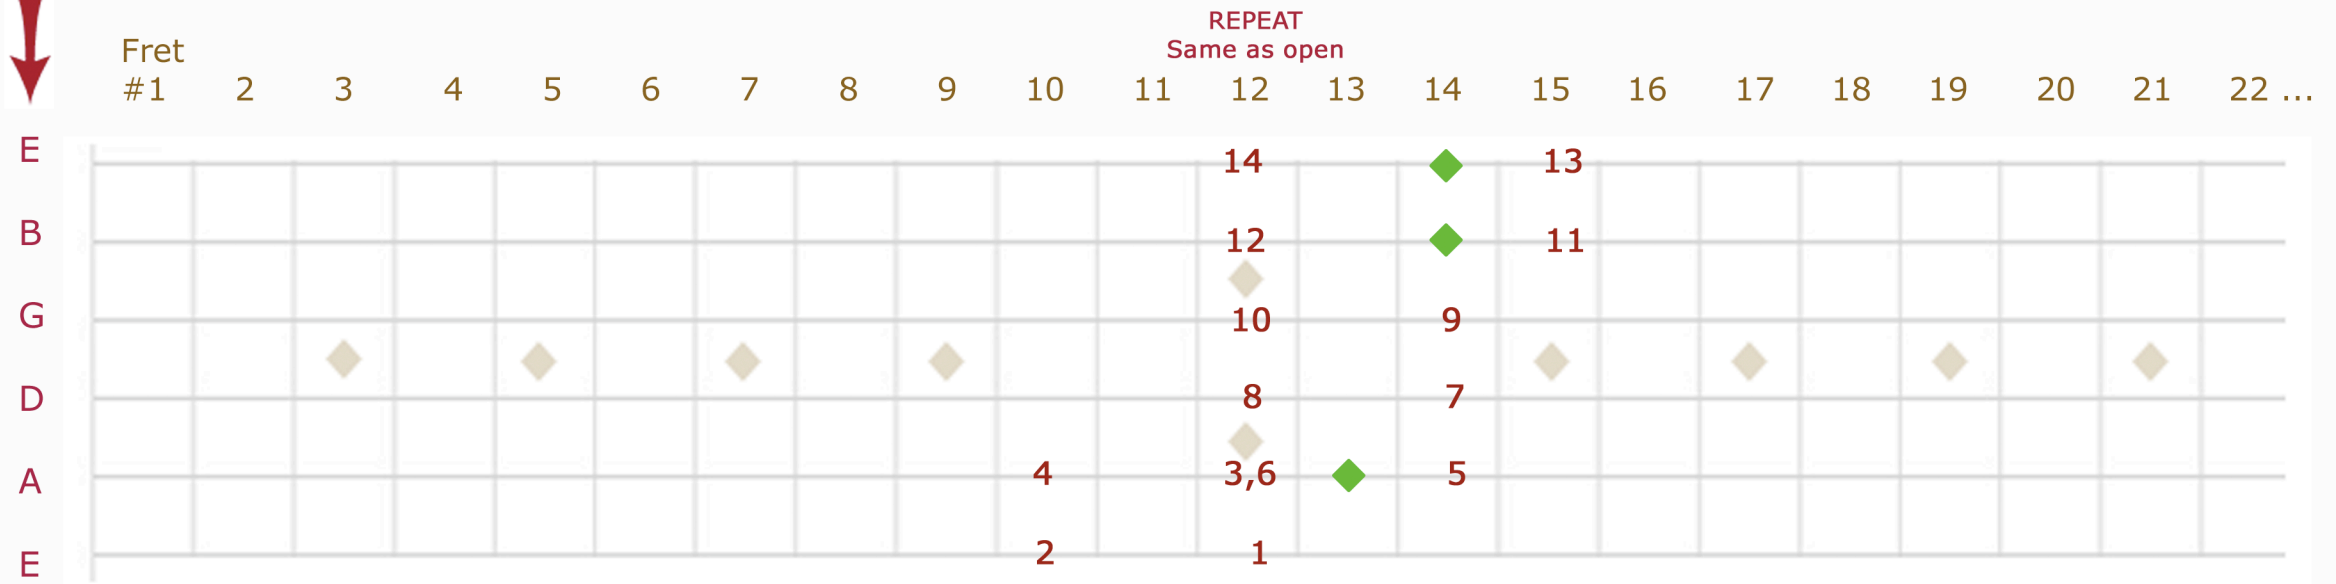 REPEAT
Same as open
Fret
#1 2 3 4 5 6 7 8 9 10 11 12 13 14 15 16 17 18 19 20 21 22 ...
E 14 13
B 12 11
G 10 9
D 8 7
A 4 3,6 5
E 2 1